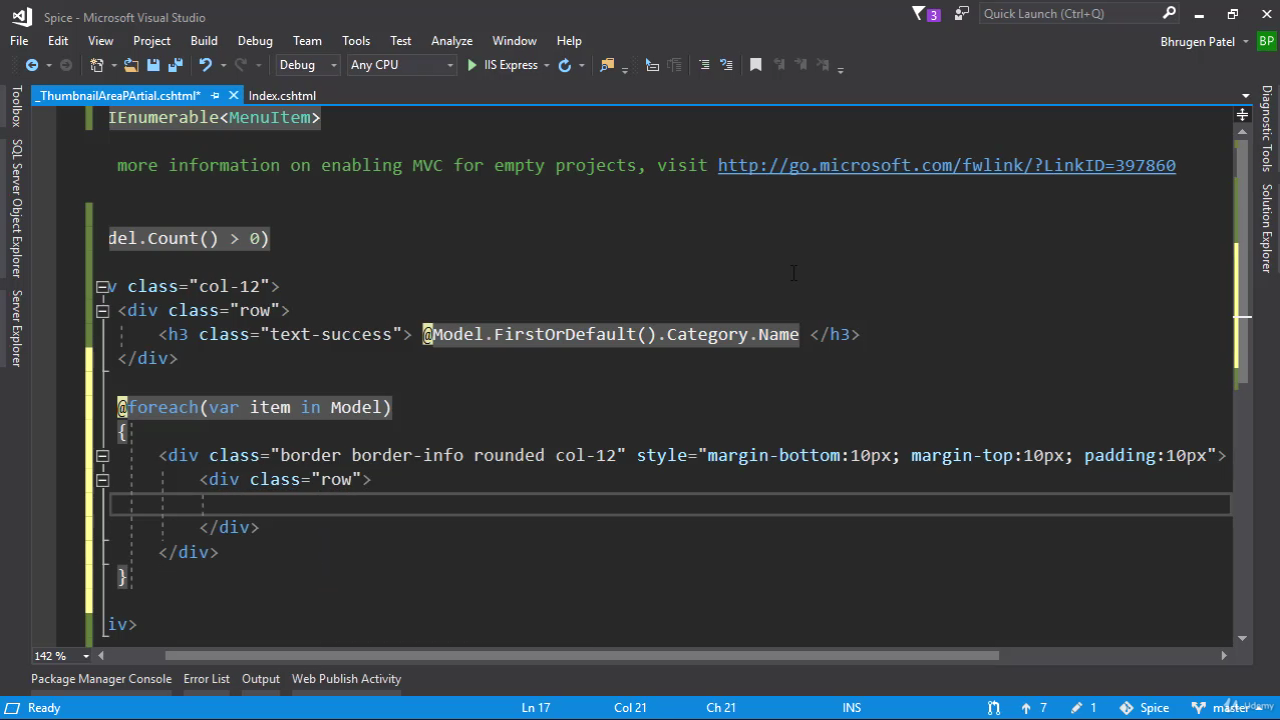 Spice - Microsoft Visual Studio
3
Quick Launch (Ctrl+Q)
File Edit View Project Build Debug Team Tools Test Analyze Window Help
Bhrugen Patel BP
Debug Any CPU IIS Express
_ThumbnailAreaPArtial.cshtml* Index.cshtml
Toolbox
SQL Server Object Explorer
Server Explorer
Diagnostic Tools
Solution Explorer
IEnumerable<MenuItem>
more information on enabling MVC for empty projects, visit http://go.microsoft.com/fwlink/?LinkID=397860
del.Count() > 0)
v class="col-12">
<div class="row">
<h3 class="text-success"> @Model.FirstOrDefault().Category.Name </h3>
</div>
@foreach(var item in Model)
{
<div class="border border-info rounded col-12" style="margin-bottom:10px; margin-top:10px; padding:10px">
<div class="row">
</div>
</div>
}
iv>
142 %
Package Manager Console Error List Output Web Publish Activity
Ready Ln 17 Col 21 Ch 21 INS 7 1 Spice master
Udemy